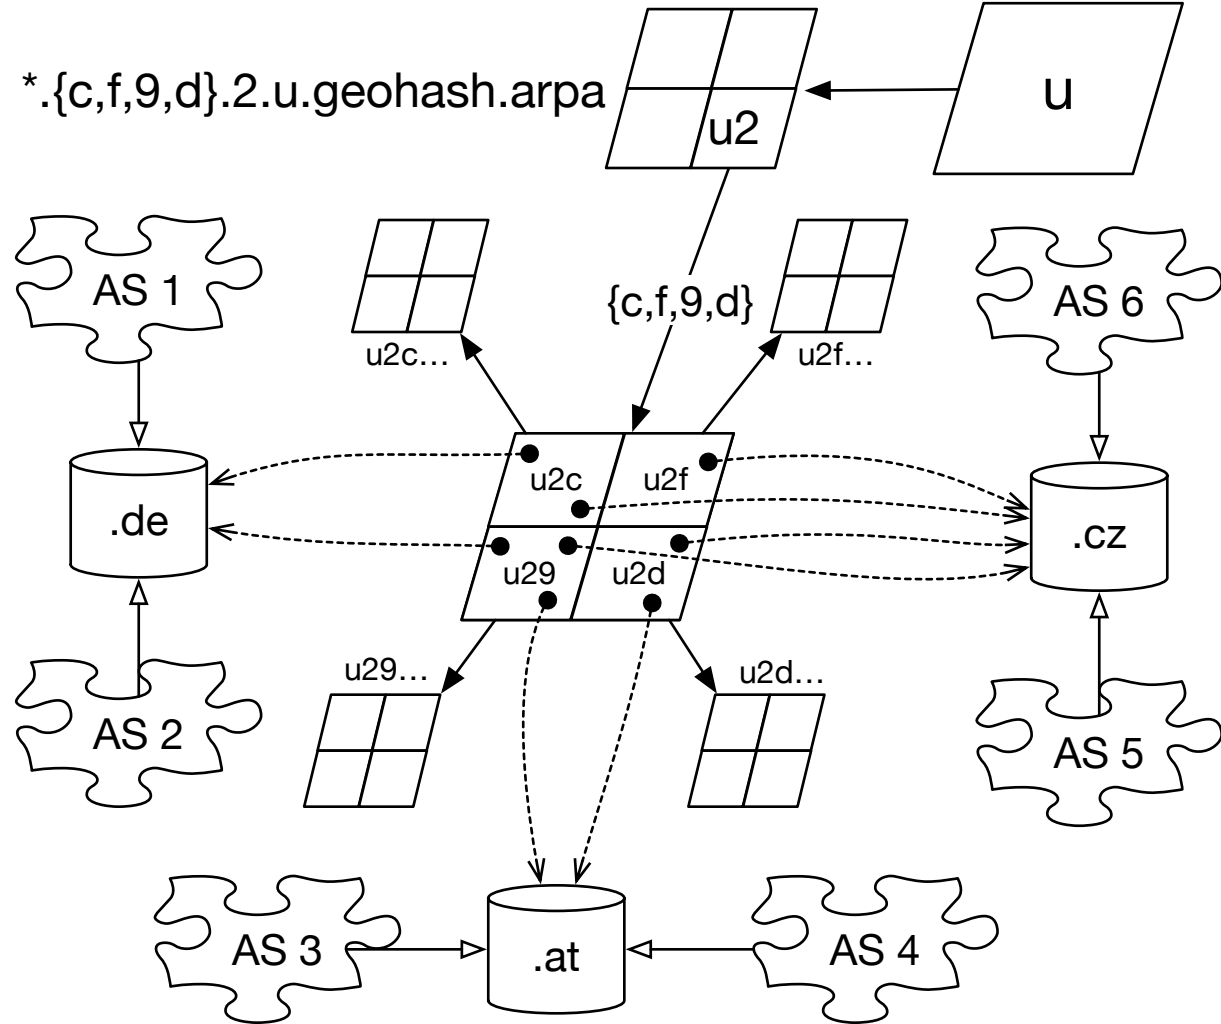 *.{c,f,9,d}.2.u.geohash.arpa
u2
u
AS 1
{c,f,9,d}
AS 6
u2c...
u2f...
u2c
u2f
.de
.cz
u29
u2d
u29...
u2d...
AS 2
AS 5
AS 3
.at
AS 4